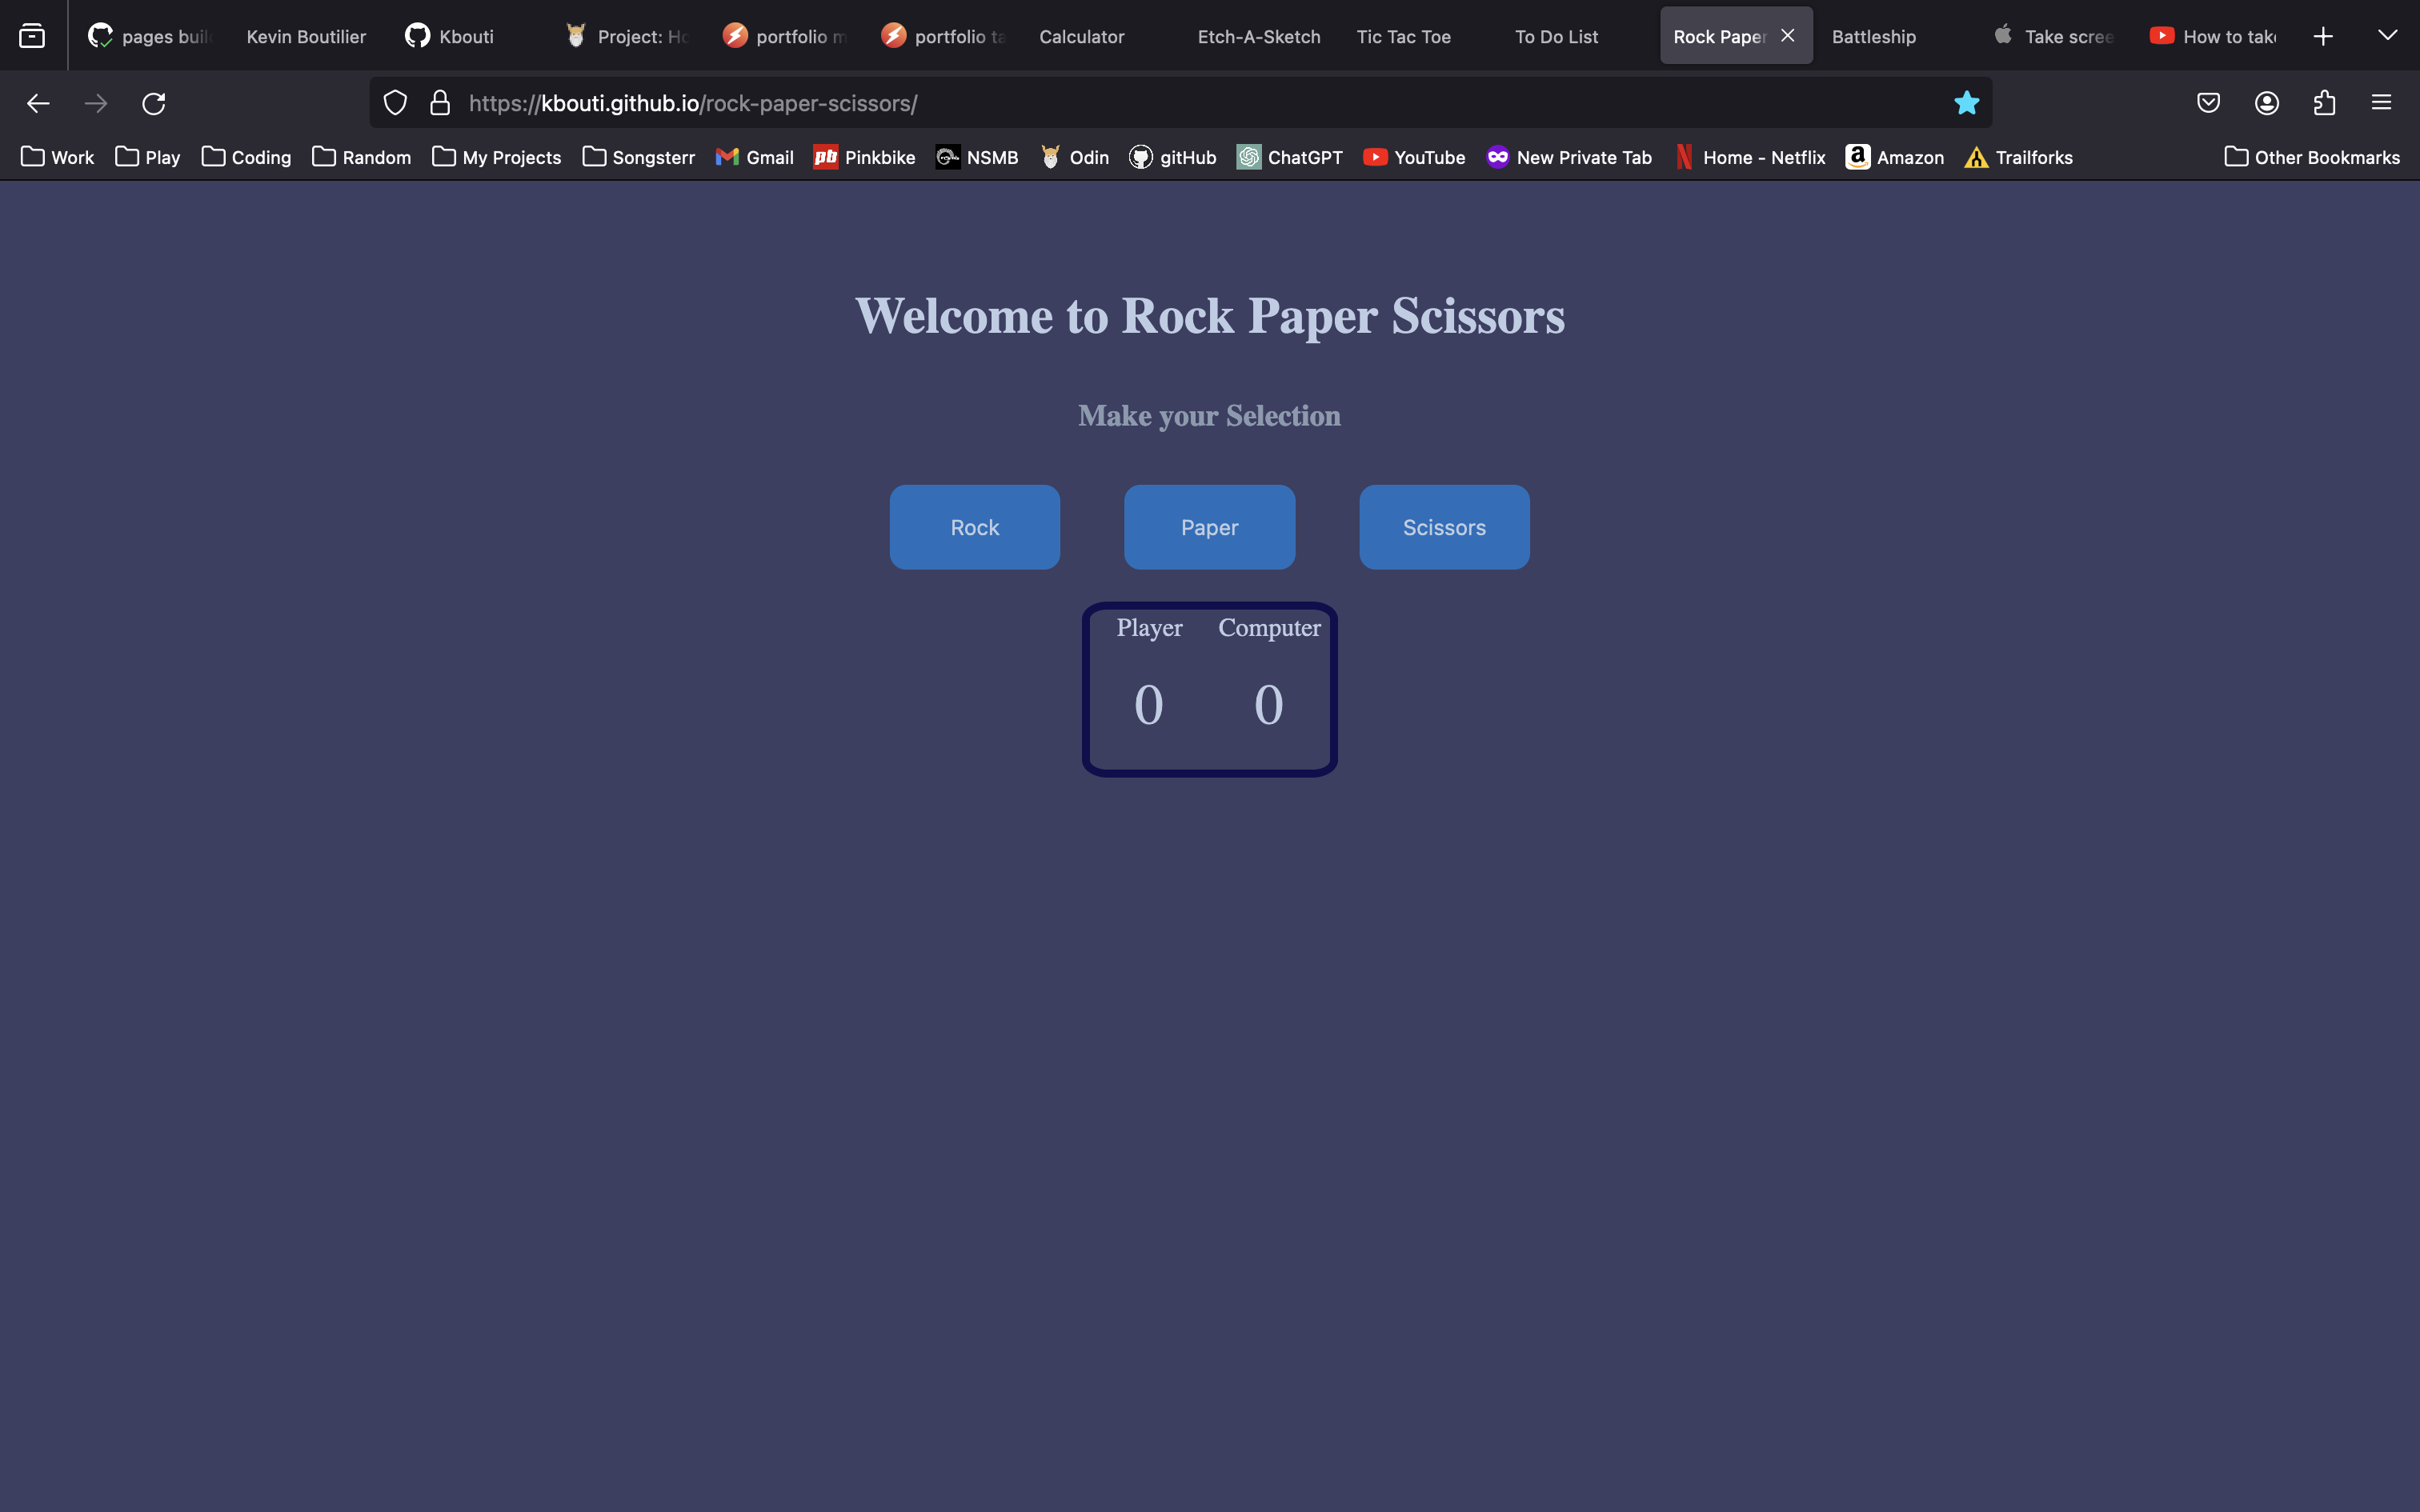 pages buil Kevin Boutilier Kbouti Project: Ho portfolio m portfolio ta Calculator Etch-A-Sketch Tic Tac Toe To Do List Rock Paper Battleship Take scree How to take
https://kbouti.github.io/rock-paper-scissors/
Work Play Coding Random My Projects Songsterr Gmail pb Pinkbike NSMB Odin gitHub ChatGPT YouTube New Private Tab Home - Netflix a Amazon Trailforks Other Bookmarks
Welcome to Rock Paper Scissors
Make your Selection
Rock Paper Scissors
Player Computer
0 0